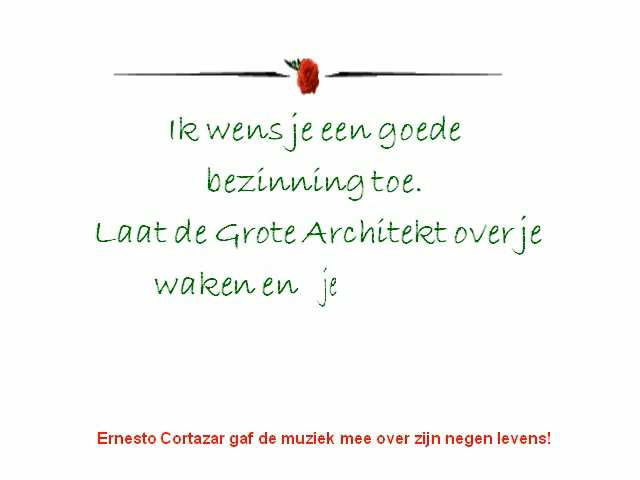 Ik wens je een goede
bezinning toe.
Laat de Grote Architekt over je
waken en je
Ernesto Cortazar gaf de muziek mee over zijn negen levens!